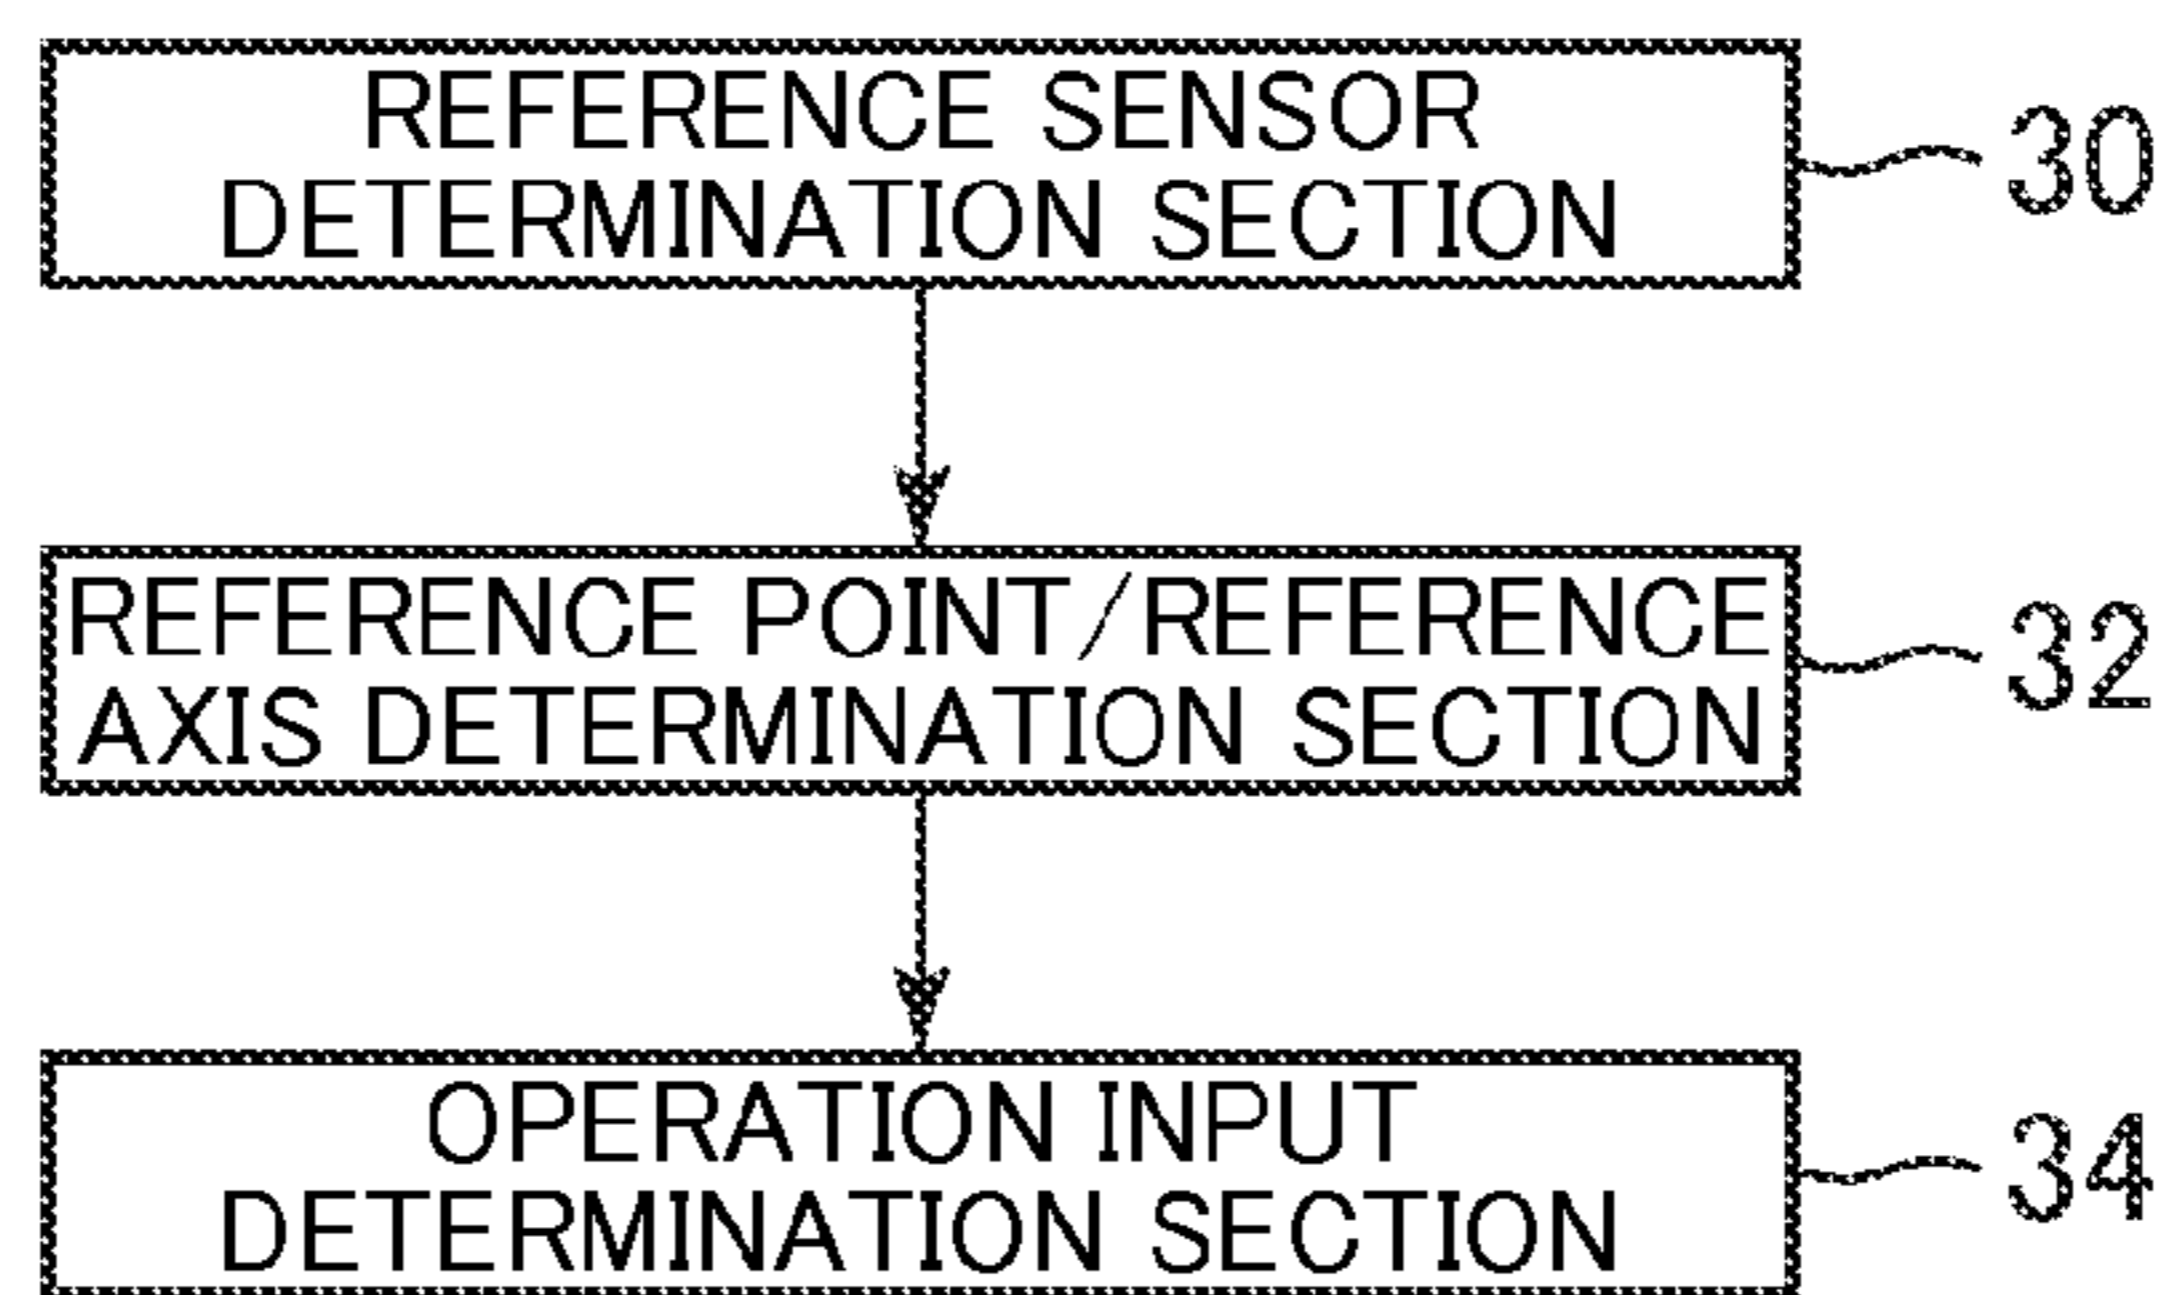 REFERENCE SENSOR
DETERMINATION SECTION
30
REFERENCE POINT/REFERENCE
AXIS DETERMINATION SECTION
32
OPERATION INPUT
DETERMINATION SECTION
34